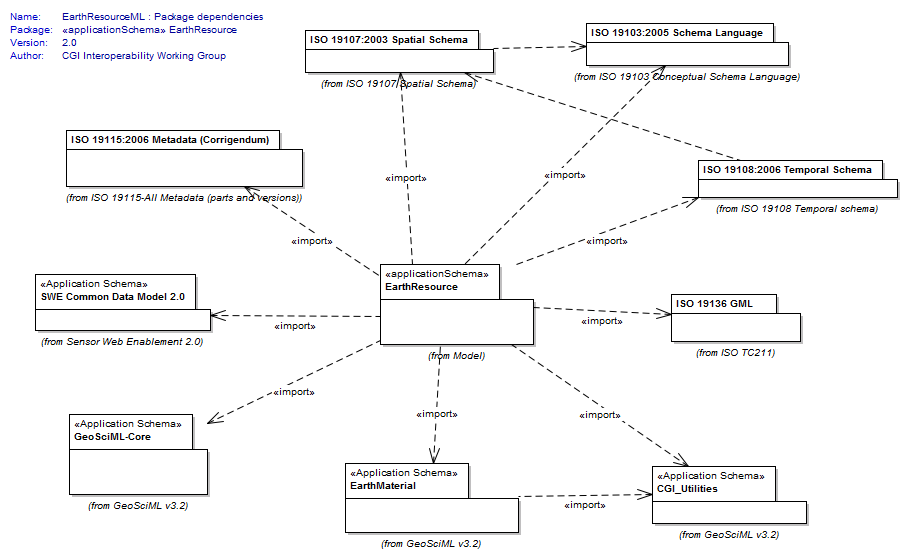 Name: EarthResourceML : Package dependencies
Package: «applicationSchema» EarthResource
Version: 2.0
Author: CGI Interoperability Working Group
ISO 19107:2003 Spatial Schema
(from ISO 19107 Spatial Schema)
ISO 19103:2005 Schema Language
(from ISO 19103 Conceptual Schema Language)
ISO 19115:2006 Metadata (Corrigendum)
(from ISO 19115-All Metadata (parts and versions))
«import»
«import»
ISO 19108:2006 Temporal Schema
(from ISO 19108 Temporal schema)
«import»
«import»
«applicationSchema»
EarthResource
(from Model)
«Application Schema»
SWE Common Data Model 2.0
(from Sensor Web Enablement 2.0)
«import»
«import»
ISO 19136 GML
(from ISO TC211)
«import»
«import»
«import»
«Application Schema»
GeoSciML-Core
(from GeoSciML v3.2)
«Application Schema»
EarthMaterial
(from GeoSciML v3.2)
«import»
«Application Schema»
CGI_Utilities
(from GeoSciML v3.2)